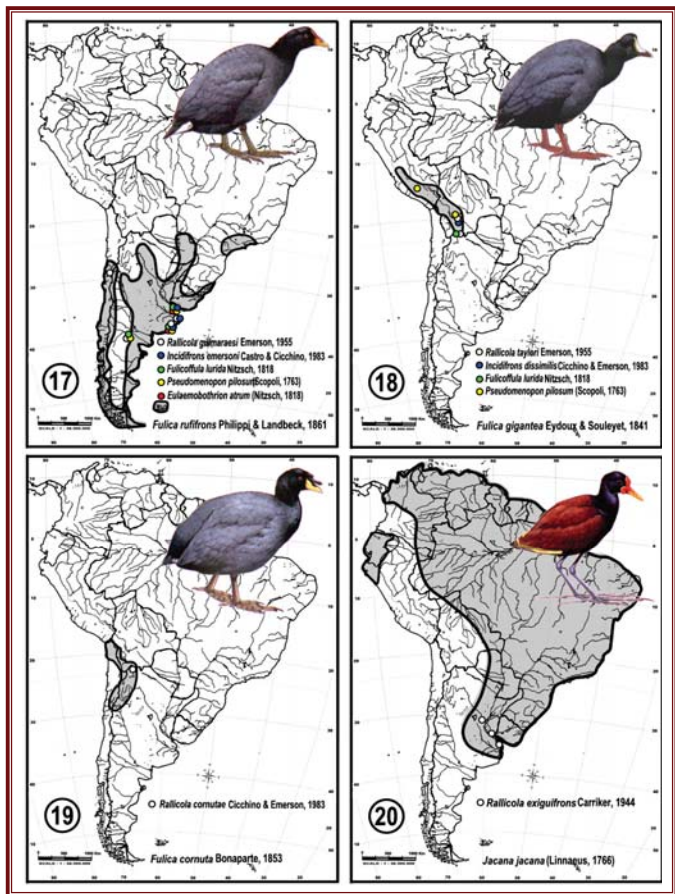 17
Rallicola guimaraesi Emerson, 1955
Incidifrons emersoni Castro & Cicchino, 1983
Fulicoffula lurida Nitzsch, 1818
Pseudomenopon pilosum (Scopoli, 1763)
Eulaemobothrion atrum (Nitzsch, 1818)
Fulica rufifrons Philippi & Landbeck, 1861
18
Rallicola taylori Emerson, 1955
Incidifrons dissimilis Cicchino & Emerson, 1983
Fulicoffula lurida Nitzsch, 1818
Pseudomenopon pilosum (Scopoli, 1763)
Fulica gigantea Eydoux & Souleyet, 1841
19
Rallicola cornutae Cicchino & Emerson, 1983
Fulica cornuta Bonaparte, 1853
20
Rallicola exiguifrons Carriker, 1944
Jacana jacana (Linnaeus, 1766)